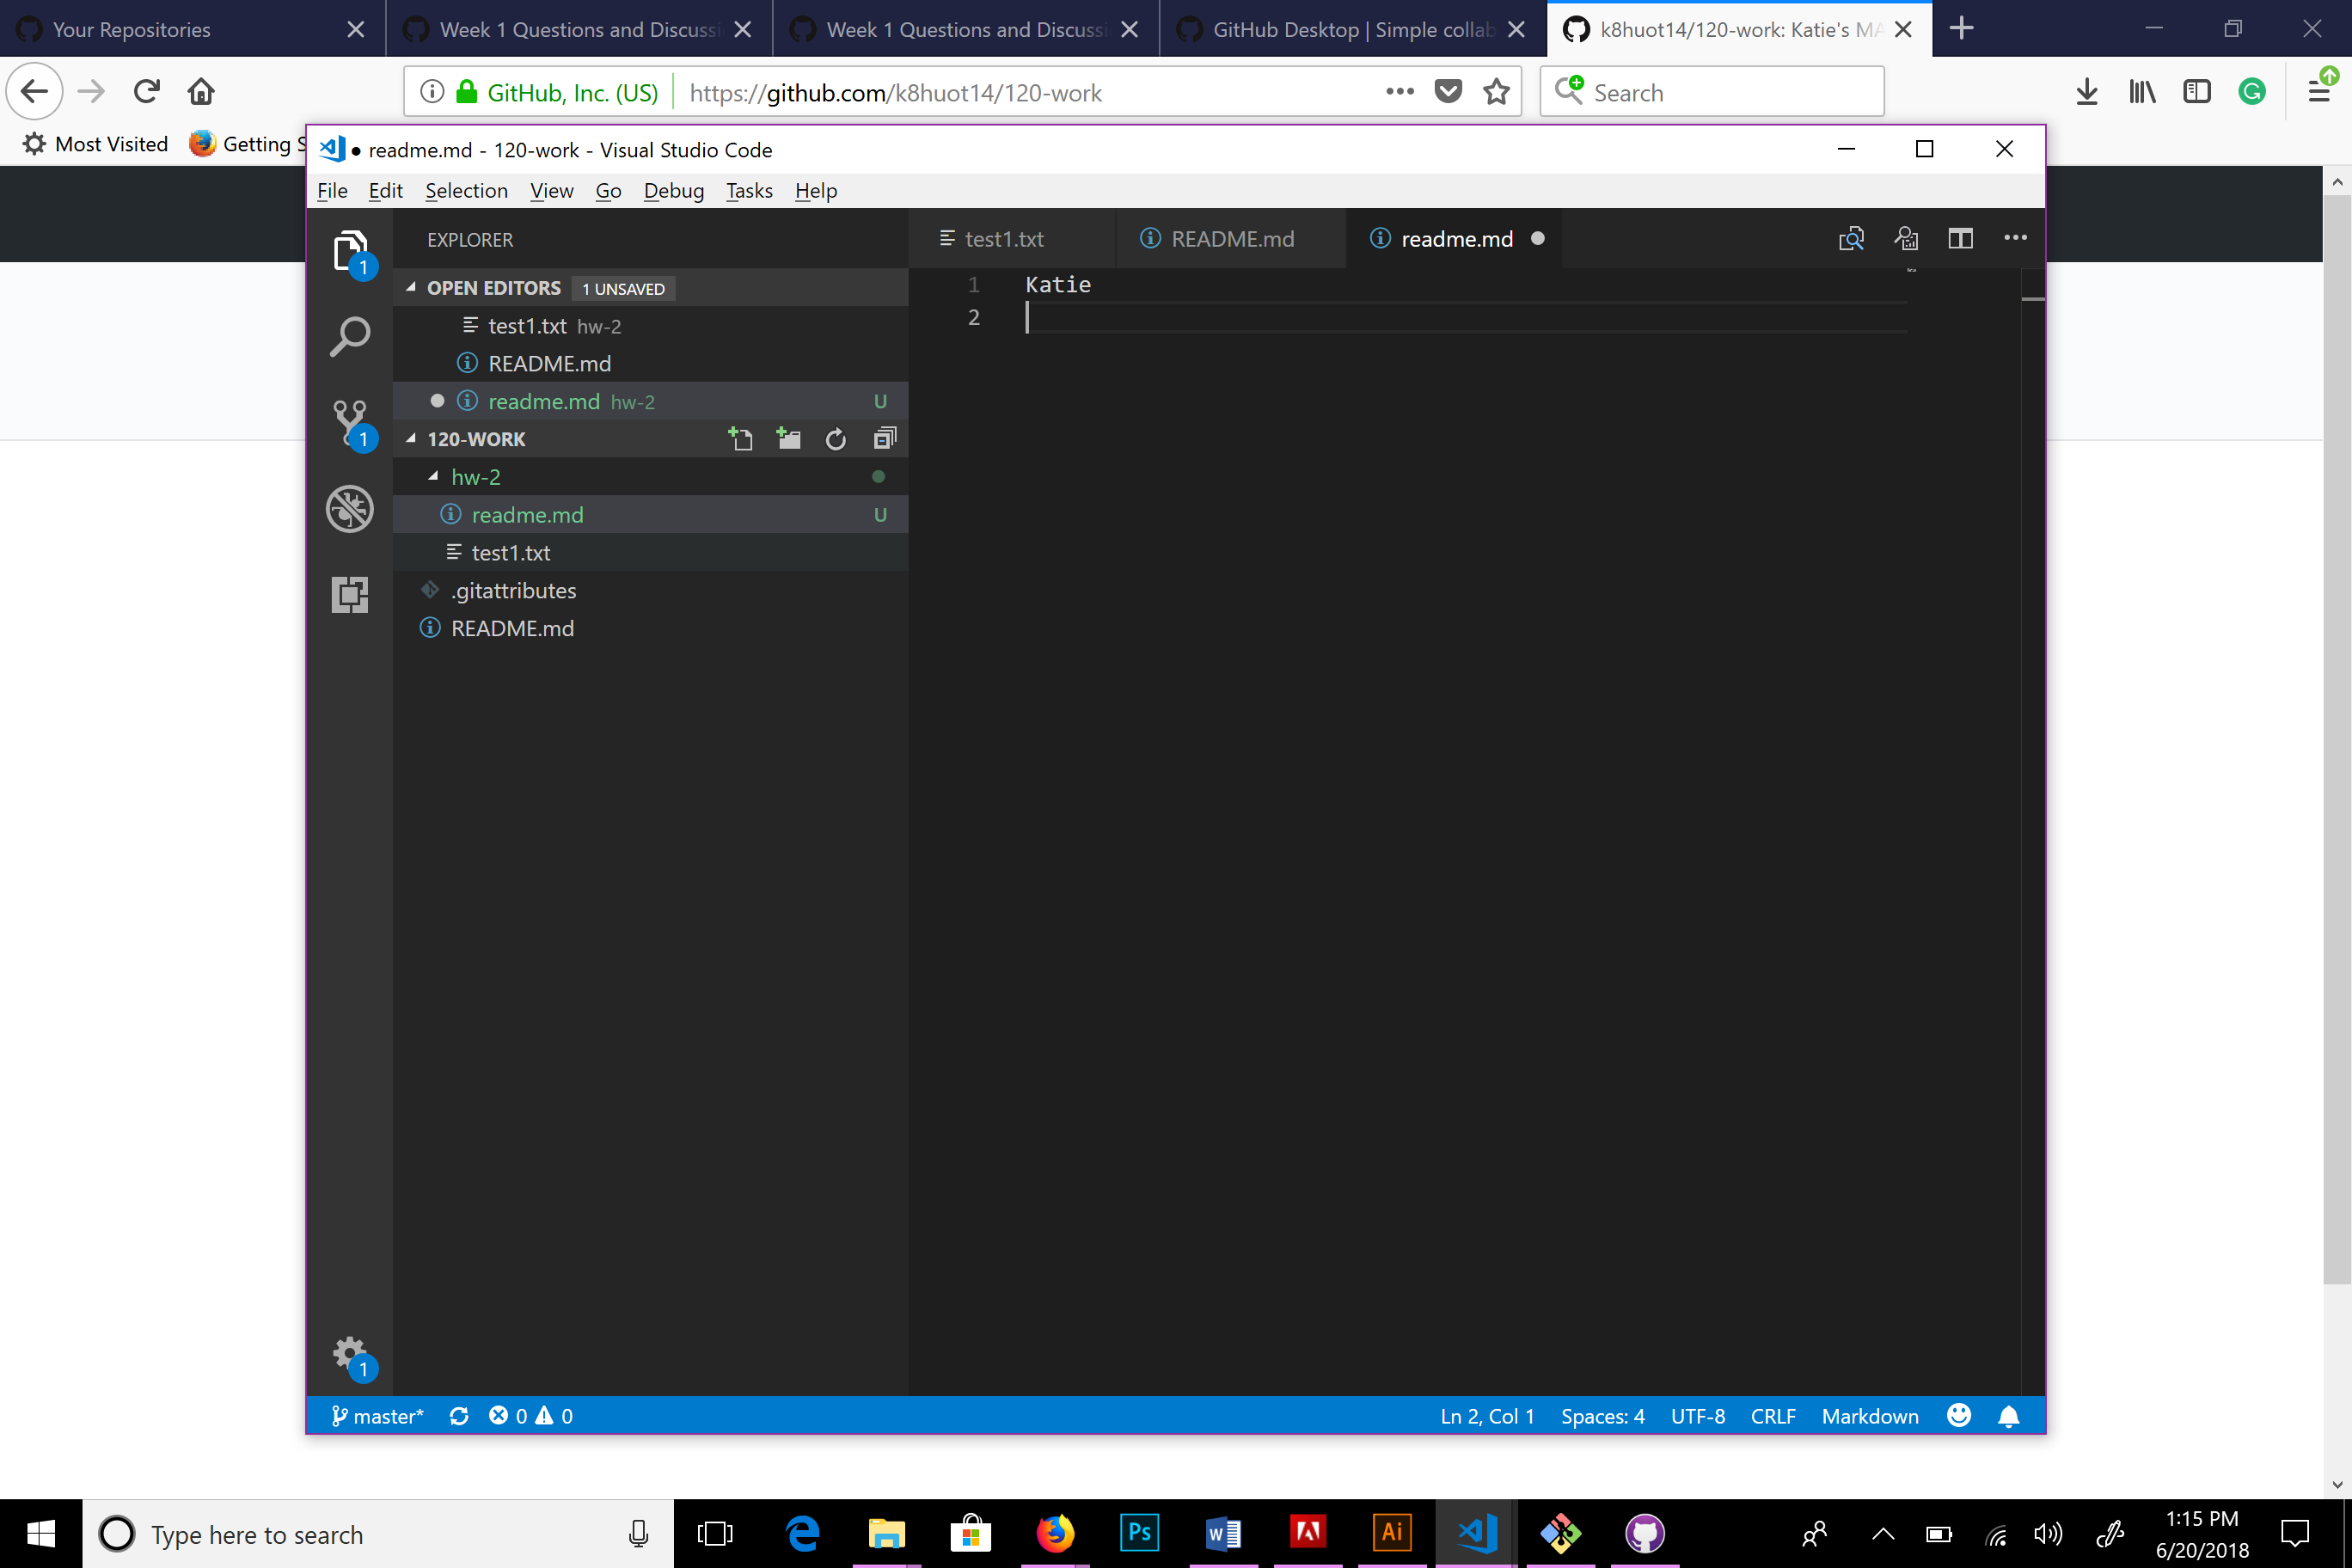 Your Repositories
Week 1 Questions and Discussi
Week 1 Questions and Discussi
GitHub Desktop | Simple collab
k8huot14/120-work: Katie's MA
GitHub, Inc. (US)
https://github.com/k8huot14/120-work
Search
Most Visited
Getting S
● readme.md - 120-work - Visual Studio Code
File Edit Selection View Go Debug Tasks Help
EXPLORER
1
OPEN EDITORS 1 UNSAVED
test1.txt hw-2
README.md
readme.md hw-2 U
1
120-WORK
hw-2
readme.md U
test1.txt
.gitattributes
README.md
1
test1.txt
README.md
readme.md
1 Katie
2
master* 0 0
Ln 2, Col 1 Spaces: 4 UTF-8 CRLF Markdown
Type here to search
Ps
W
Ai
1:15 PM
6/20/2018